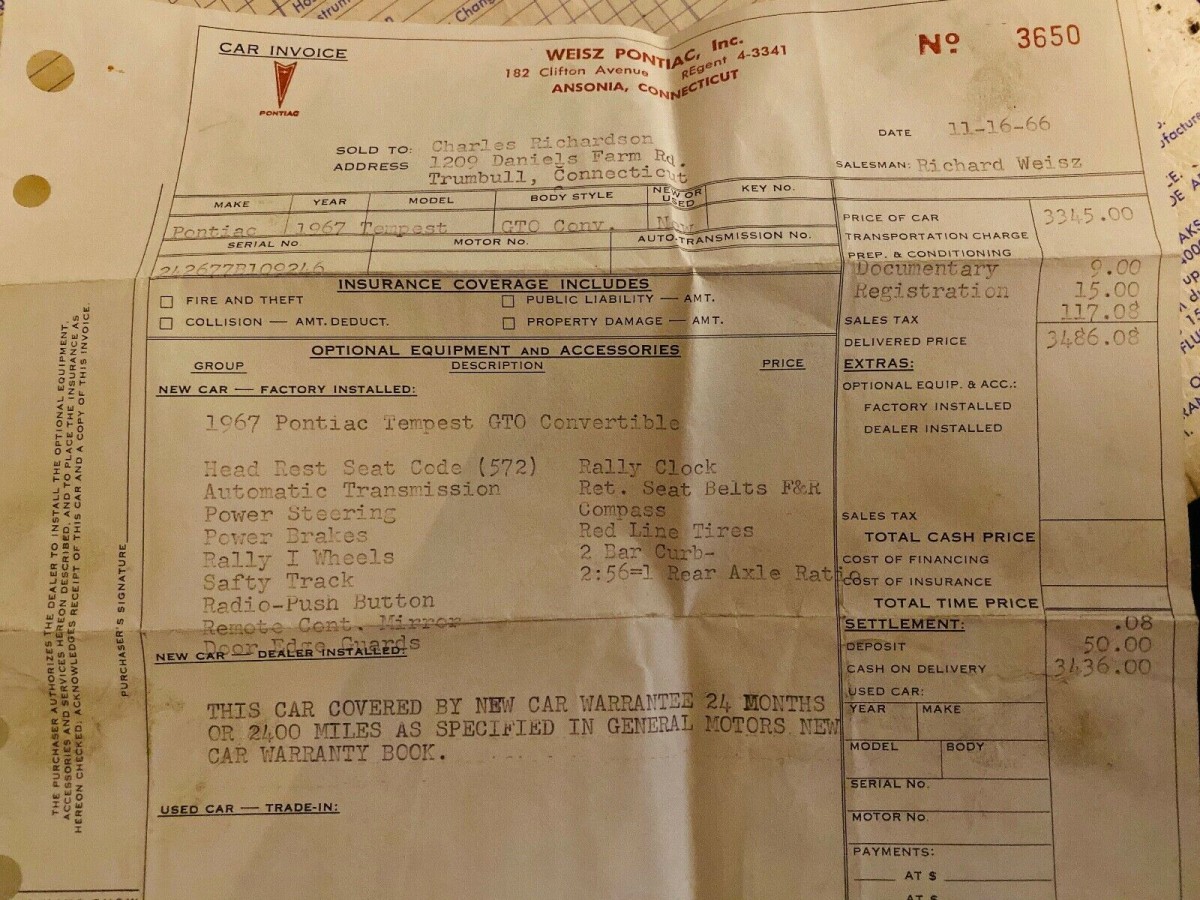 CAR INVOICE
PONTIAC
WEISZ PONTIAC, Inc.
182 Clifton Avenue REgent 4-3341
ANSONIA, CONNECTICUT
No 3650
DATE 11-16-66
SOLD TO: Charles Richardson
ADDRESS 1209 Daniels Farm Rd.
Trumbull, Connecticut
SALESMAN: Richard Weisz
MAKE YEAR MODEL BODY STYLE NEW OR USED KEY NO.
Pontiac 1967 Tempest GTO Conv. New
SERIAL NO. MOTOR NO. AUTO-TRANSMISSION NO.
242677B109246
PRICE OF CAR 3345.00
TRANSPORTATION CHARGE
PREP. & CONDITIONING
Documentary 9.00
Registration 15.00
SALES TAX 117.08
DELIVERED PRICE 3486.08
INSURANCE COVERAGE INCLUDES
FIRE AND THEFT PUBLIC LIABILITY — AMT.
COLLISION — AMT. DEDUCT. PROPERTY DAMAGE — AMT.
OPTIONAL EQUIPMENT AND ACCESSORIES
GROUP DESCRIPTION PRICE
NEW CAR — FACTORY INSTALLED:
1967 Pontiac Tempest GTO Convertible
Head Rest Seat Code (572) Rally Clock
Automatic Transmission Ret. Seat Belts F&R
Power Steering Compass
Power Brakes Red Line Tires
Rally I Wheels 2 Bar Curb-
Safty Track 2:56=1 Rear Axle Ratio
Radio-Push Button
Remote Cont. Mirror
Door Edge Guards
NEW CAR — DEALER INSTALLED:
THIS CAR COVERED BY NEW CAR WARRANTEE 24 MONTHS
OR 2400 MILES AS SPECIFIED IN GENERAL MOTORS NEW
CAR WARRANTY BOOK.
USED CAR — TRADE-IN:
EXTRAS:
OPTIONAL EQUIP. & ACC.:
FACTORY INSTALLED
DEALER INSTALLED
SALES TAX
TOTAL CASH PRICE
COST OF FINANCING
COST OF INSURANCE
TOTAL TIME PRICE
SETTLEMENT: .08
DEPOSIT 50.00
CASH ON DELIVERY 3436.00
USED CAR:
YEAR MAKE
MODEL BODY
SERIAL NO.
MOTOR NO.
PAYMENTS:
AT $
AT $
THE PURCHASER AUTHORIZES THE DEALER TO INSTALL THE OPTIONAL EQUIPMENT,
ACCESSORIES AND SERVICES HEREON DESCRIBED, AND TO PLACE THE INSURANCE AS
HEREON CHECKED; ACKNOWLEDGES RECEIPT OF THIS CAR AND A COPY OF THIS INVOICE.
PURCHASER'S SIGNATURE